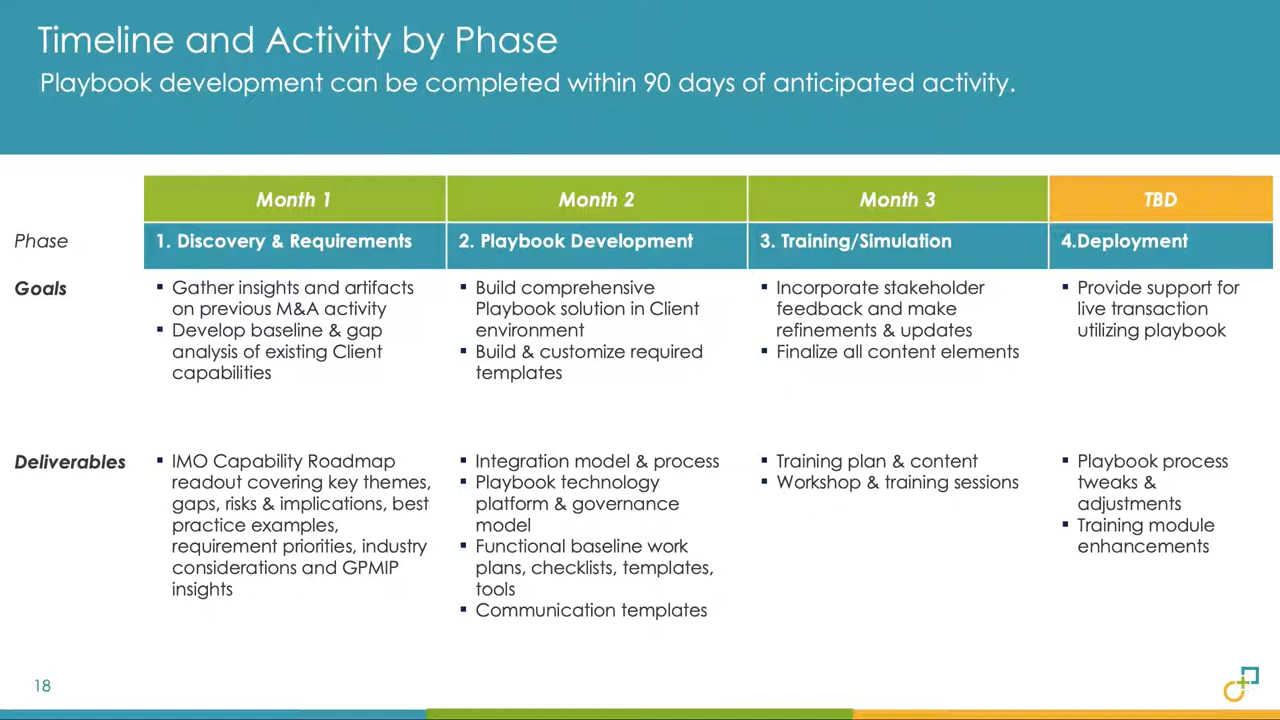 Timeline and Activity by Phase
Playbook development can be completed within 90 days of anticipated activity.
Month 1
Month 2
Month 3
TBD
Phase
1. Discovery & Requirements
2. Playbook Development
3. Training/Simulation
4.Deployment
Goals
▪ Gather insights and artifacts
on previous M&A activity
▪ Develop baseline & gap
analysis of existing Client
capabilities
▪ Build comprehensive
Playbook solution in Client
environment
▪ Build & customize required
templates
▪ Incorporate stakeholder
feedback and make
refinements & updates
▪ Finalize all content elements
▪ Provide support for
live transaction
utilizing playbook
Deliverables
▪ IMO Capability Roadmap
readout covering key themes,
gaps, risks & implications, best
practice examples,
requirement priorities, industry
considerations and GPMIP
insights
▪ Integration model & process
▪ Playbook technology
platform & governance
model
▪ Functional baseline work
plans, checklists, templates,
tools
▪ Communication templates
▪ Training plan & content
▪ Workshop & training sessions
▪ Playbook process
tweaks &
adjustments
▪ Training module
enhancements
18